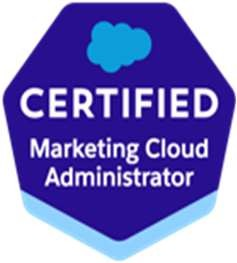 CERTIFIED
Marketing Cloud
Administrator